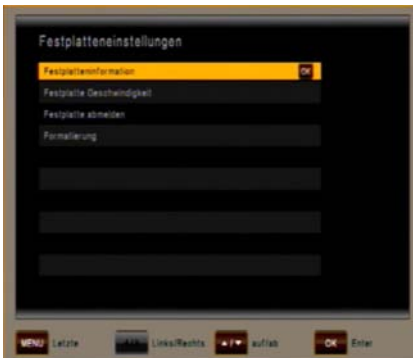 Festplatteneinstellungen
Festplatteninformation OK
Festplatte Geschwindigkeit
Festplatte abmelden
Formatierung
MENU Letzte Links/Rechts ▲/▼ auf/ab OK Enter